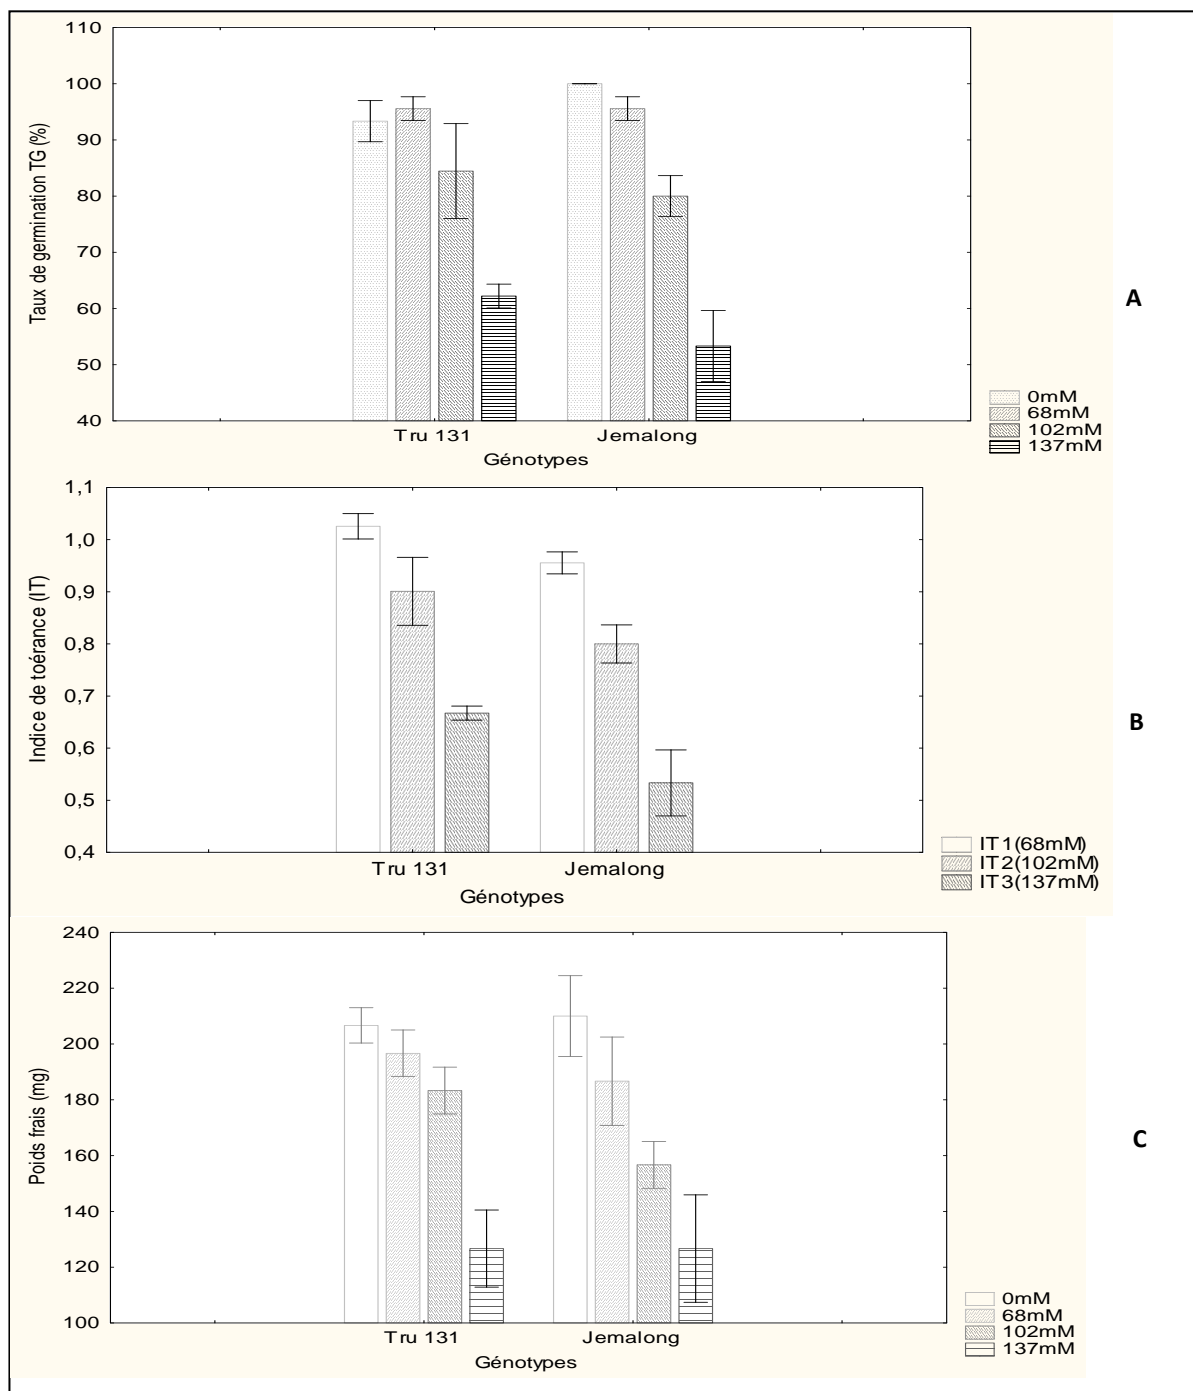 110
100
90
80
70
60
50
40
Taux de germination TG (%)
Tru 131 Jemalong
Génotypes
0mM
68mM
102mM
137mM
A
1,1
1,0
0,9
0,8
0,7
0,6
0,5
0,4
Indice de toérance (IT)
Tru 131 Jemalong
Génotypes
IT1(68mM)
IT2(102mM)
IT3(137mM)
B
240
220
200
180
160
140
120
100
Poids frais (mg)
Tru 131 Jemalong
Génotypes
0mM
68mM
102mM
137mM
C